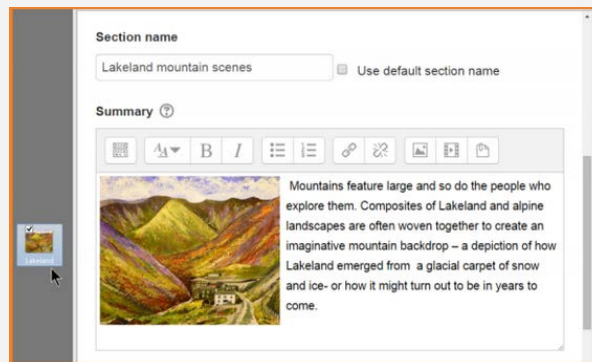 Section name
Lakeland mountain scenes
Use default section name
Summary
B I
Mountains feature large and so do the people who
explore them. Composites of Lakeland and alpine
landscapes are often woven together to create an
imaginative mountain backdrop – a depiction of how
Lakeland emerged from a glacial carpet of snow
and ice- or how it might turn out to be in years to
come.
Lakeland